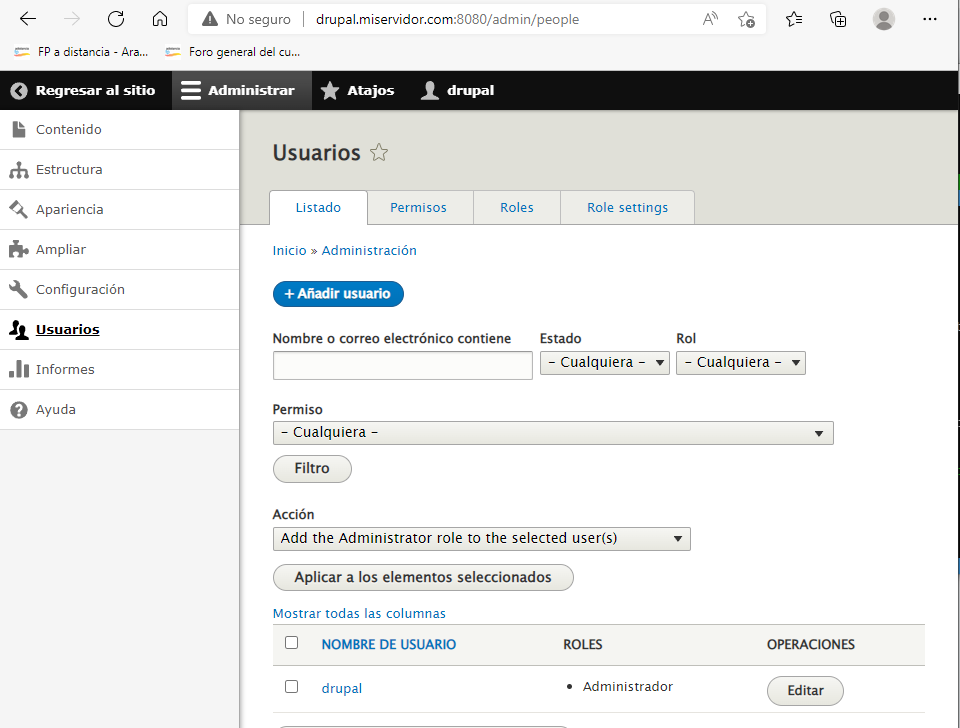 No seguro drupal.miservidor.com:8080/admin/people
FP a distancia - Ara... Foro general del cu...
Regresar al sitio Administrar Atajos drupal
Contenido
Estructura
Apariencia
Ampliar
Configuración
Usuarios
Informes
Ayuda
Usuarios
Listado Permisos Roles Role settings
Inicio » Administración
+ Añadir usuario
Nombre o correo electrónico contiene Estado Rol
- Cualquiera - - Cualquiera -
Permiso
- Cualquiera -
Filtro
Acción
Add the Administrator role to the selected user(s)
Aplicar a los elementos seleccionados
Mostrar todas las columnas
NOMBRE DE USUARIO ROLES OPERACIONES
drupal • Administrador Editar